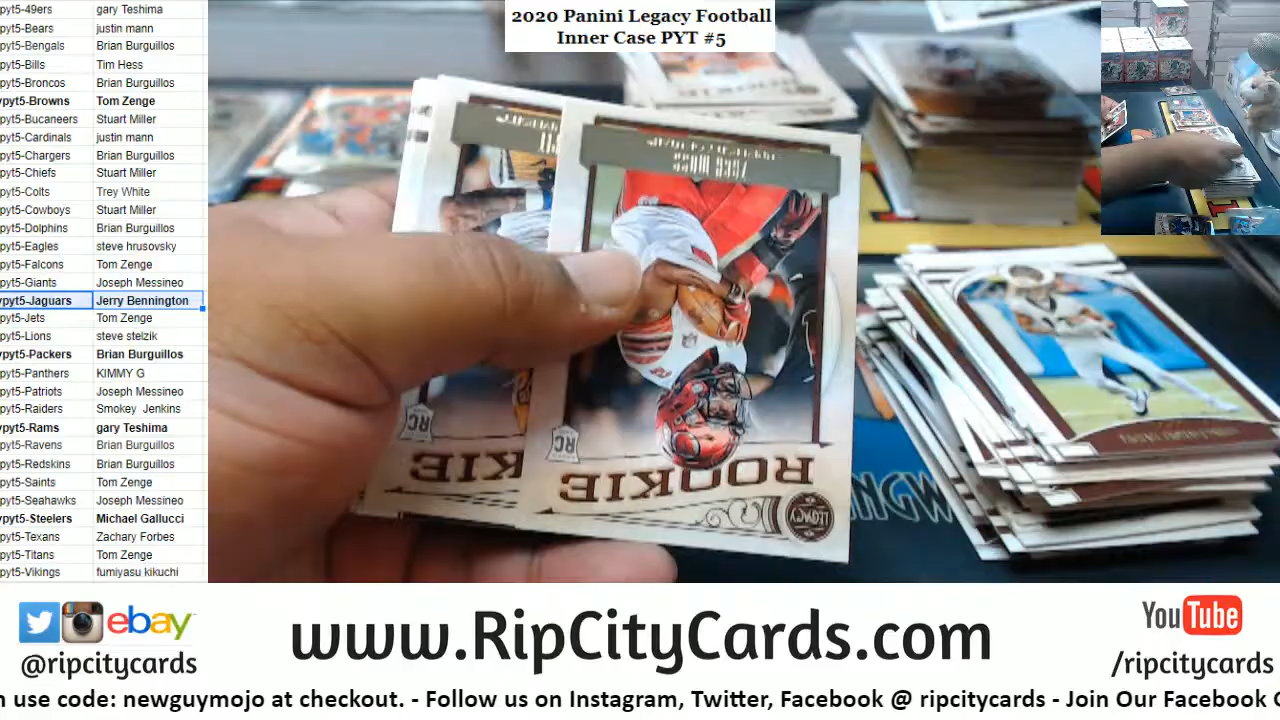 2020 Panini Legacy Football
Inner Case PYT #5
pyt5-49ers gary Teshima
pyt5-Bears justin mann
pyt5-Bengals Brian Burguillos
pyt5-Bills Tim Hess
pyt5-Broncos Brian Burguillos
pyt5-Browns Tom Zenge
pyt5-Bucaneers Stuart Miller
pyt5-Cardinals justin mann
pyt5-Chargers Brian Burguillos
pyt5-Chiefs Stuart Miller
pyt5-Colts Trey White
pyt5-Cowboys Stuart Miller
pyt5-Dolphins Brian Burguillos
pyt5-Eagles steve hrusovsky
pyt5-Falcons Tom Zenge
pyt5-Giants Joseph Messineo
pyt5-Jaguars Jerry Bennington
pyt5-Jets Tom Zenge
pyt5-Lions steve stelzik
pyt5-Packers Brian Burguillos
pyt5-Panthers KIMMY G
pyt5-Patriots Joseph Messineo
pyt5-Raiders Smokey Jenkins
pyt5-Rams gary Teshima
pyt5-Ravens Brian Burguillos
pyt5-Redskins Brian Burguillos
pyt5-Saints Tom Zenge
pyt5-Seahawks Joseph Messineo
pyt5-Steelers Michael Gallucci
pyt5-Texans Zachary Forbes
pyt5-Titans Tom Zenge
pyt5-Vikings fumiyasu kikuchi
RC
RC
ROOKIE
LEGACY
ebay
@ripcitycards
www.RipCityCards.com
YouTube
/ripcitycards
use code: newguymojo at checkout. - Follow us on Instagram, Twitter, Facebook @ ripcitycards - Join Our Facebook